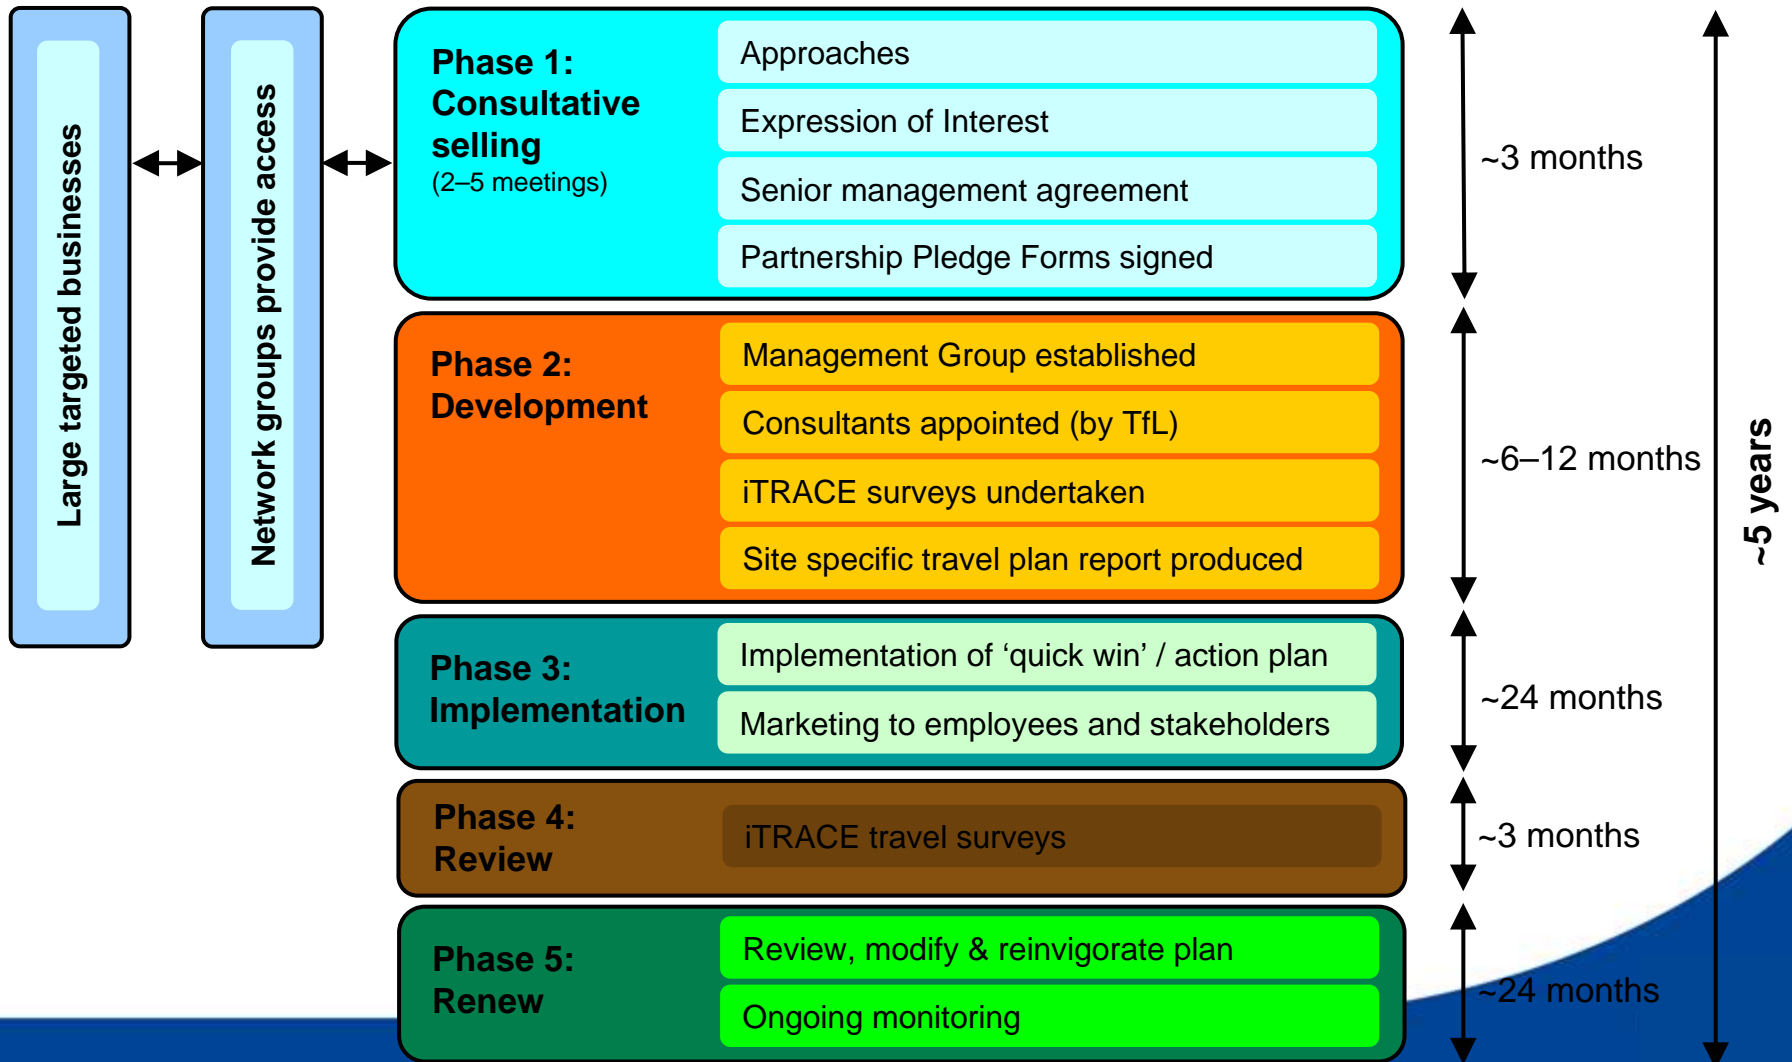 Large targeted businesses
Network groups provide access
Phase 1:
Consultative
selling
(2–5 meetings)
Approaches
Expression of Interest
Senior management agreement
Partnership Pledge Forms signed
~3 months
Phase 2:
Development
Management Group established
Consultants appointed (by TfL)
iTRACE surveys undertaken
Site specific travel plan report produced
~6–12 months
Phase 3:
Implementation
Implementation of ‘quick win’ / action plan
Marketing to employees and stakeholders
~24 months
Phase 4:
Review
iTRACE travel surveys
~3 months
Phase 5:
Renew
Review, modify & reinvigorate plan
Ongoing monitoring
~24 months
~5 years